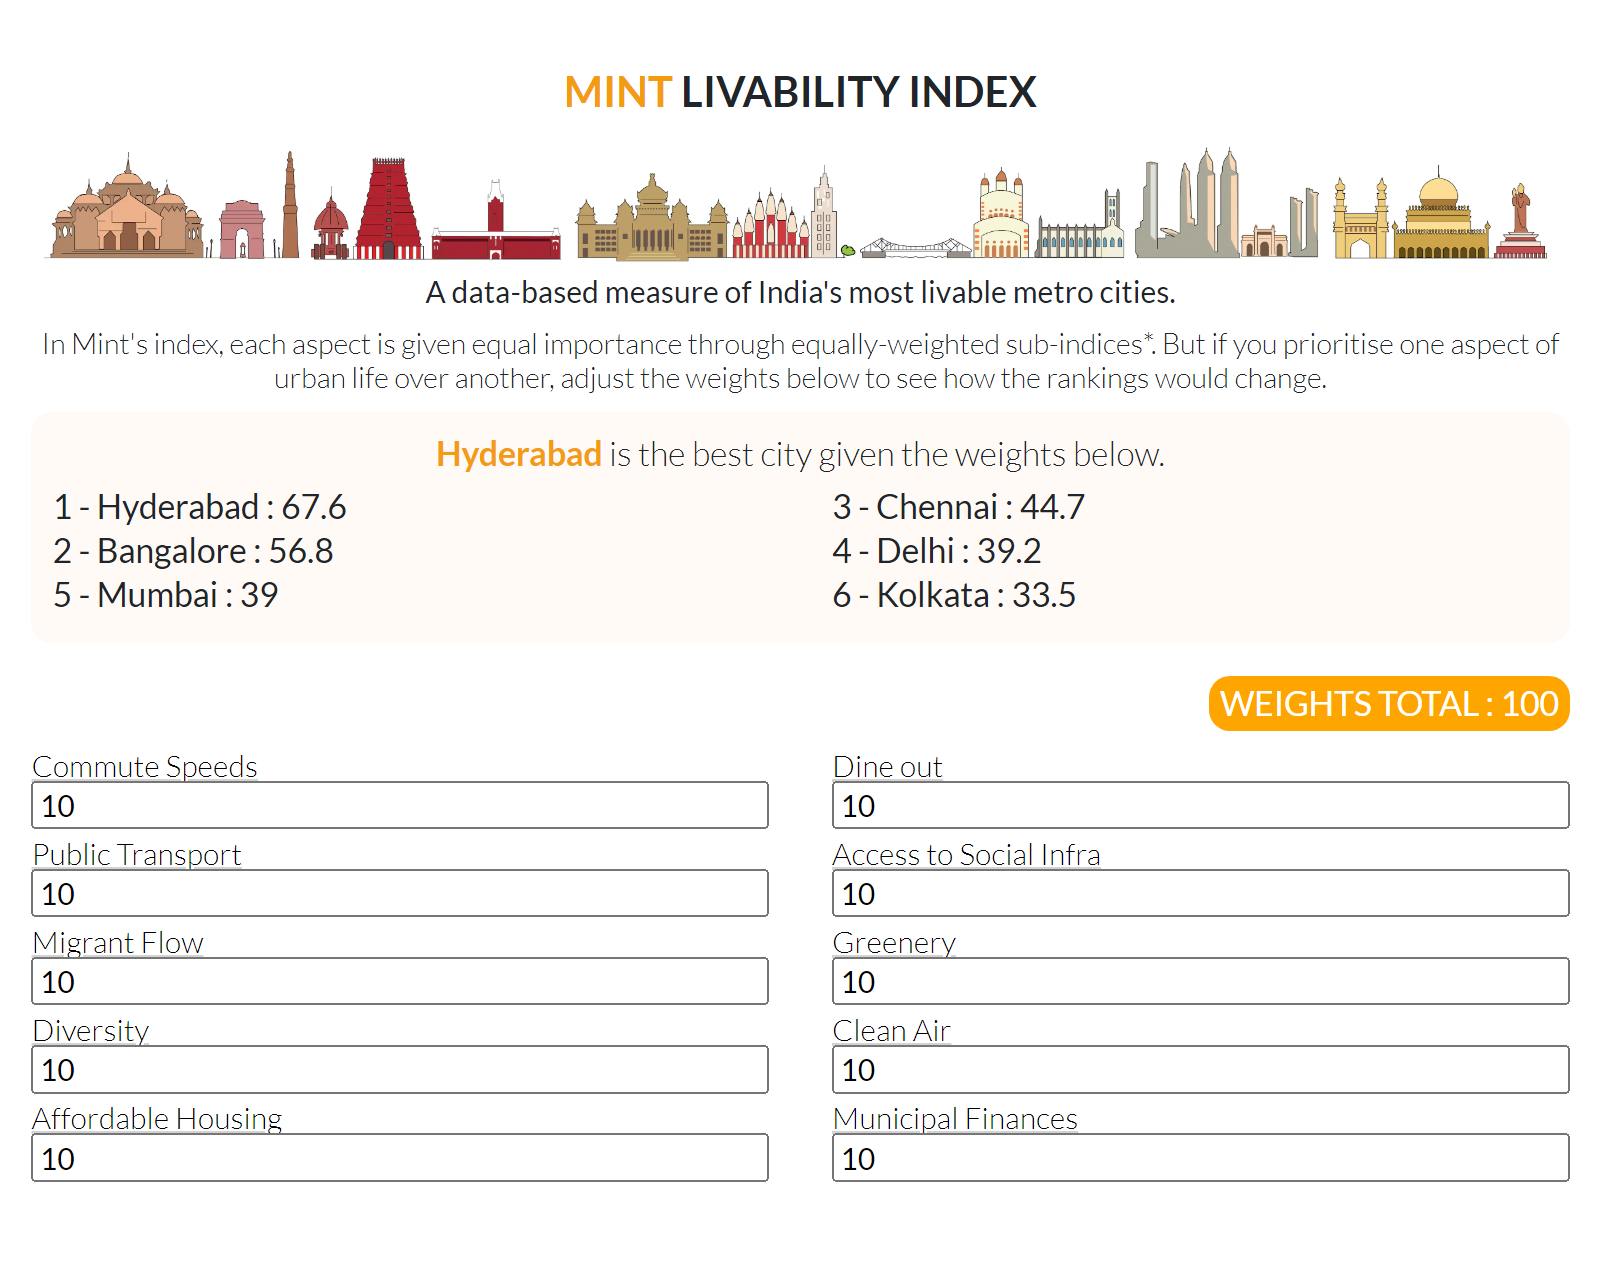 MINT LIVABILITY INDEX
A data-based measure of India's most livable metro cities.
In Mint's index, each aspect is given equal importance through equally-weighted sub-indices*. But if you prioritise one aspect of
urban life over another, adjust the weights below to see how the rankings would change.
Hyderabad is the best city given the weights below.
1 - Hyderabad : 67.6
3 - Chennai : 44.7
2 - Bangalore : 56.8
4 - Delhi : 39.2
5 - Mumbai : 39
6 - Kolkata : 33.5
WEIGHTS TOTAL : 100
Commute Speeds
10
Dine out
10
Public Transport
10
Access to Social Infra
10
Migrant Flow
10
Greenery
10
Diversity
10
Clean Air
10
Affordable Housing
10
Municipal Finances
10